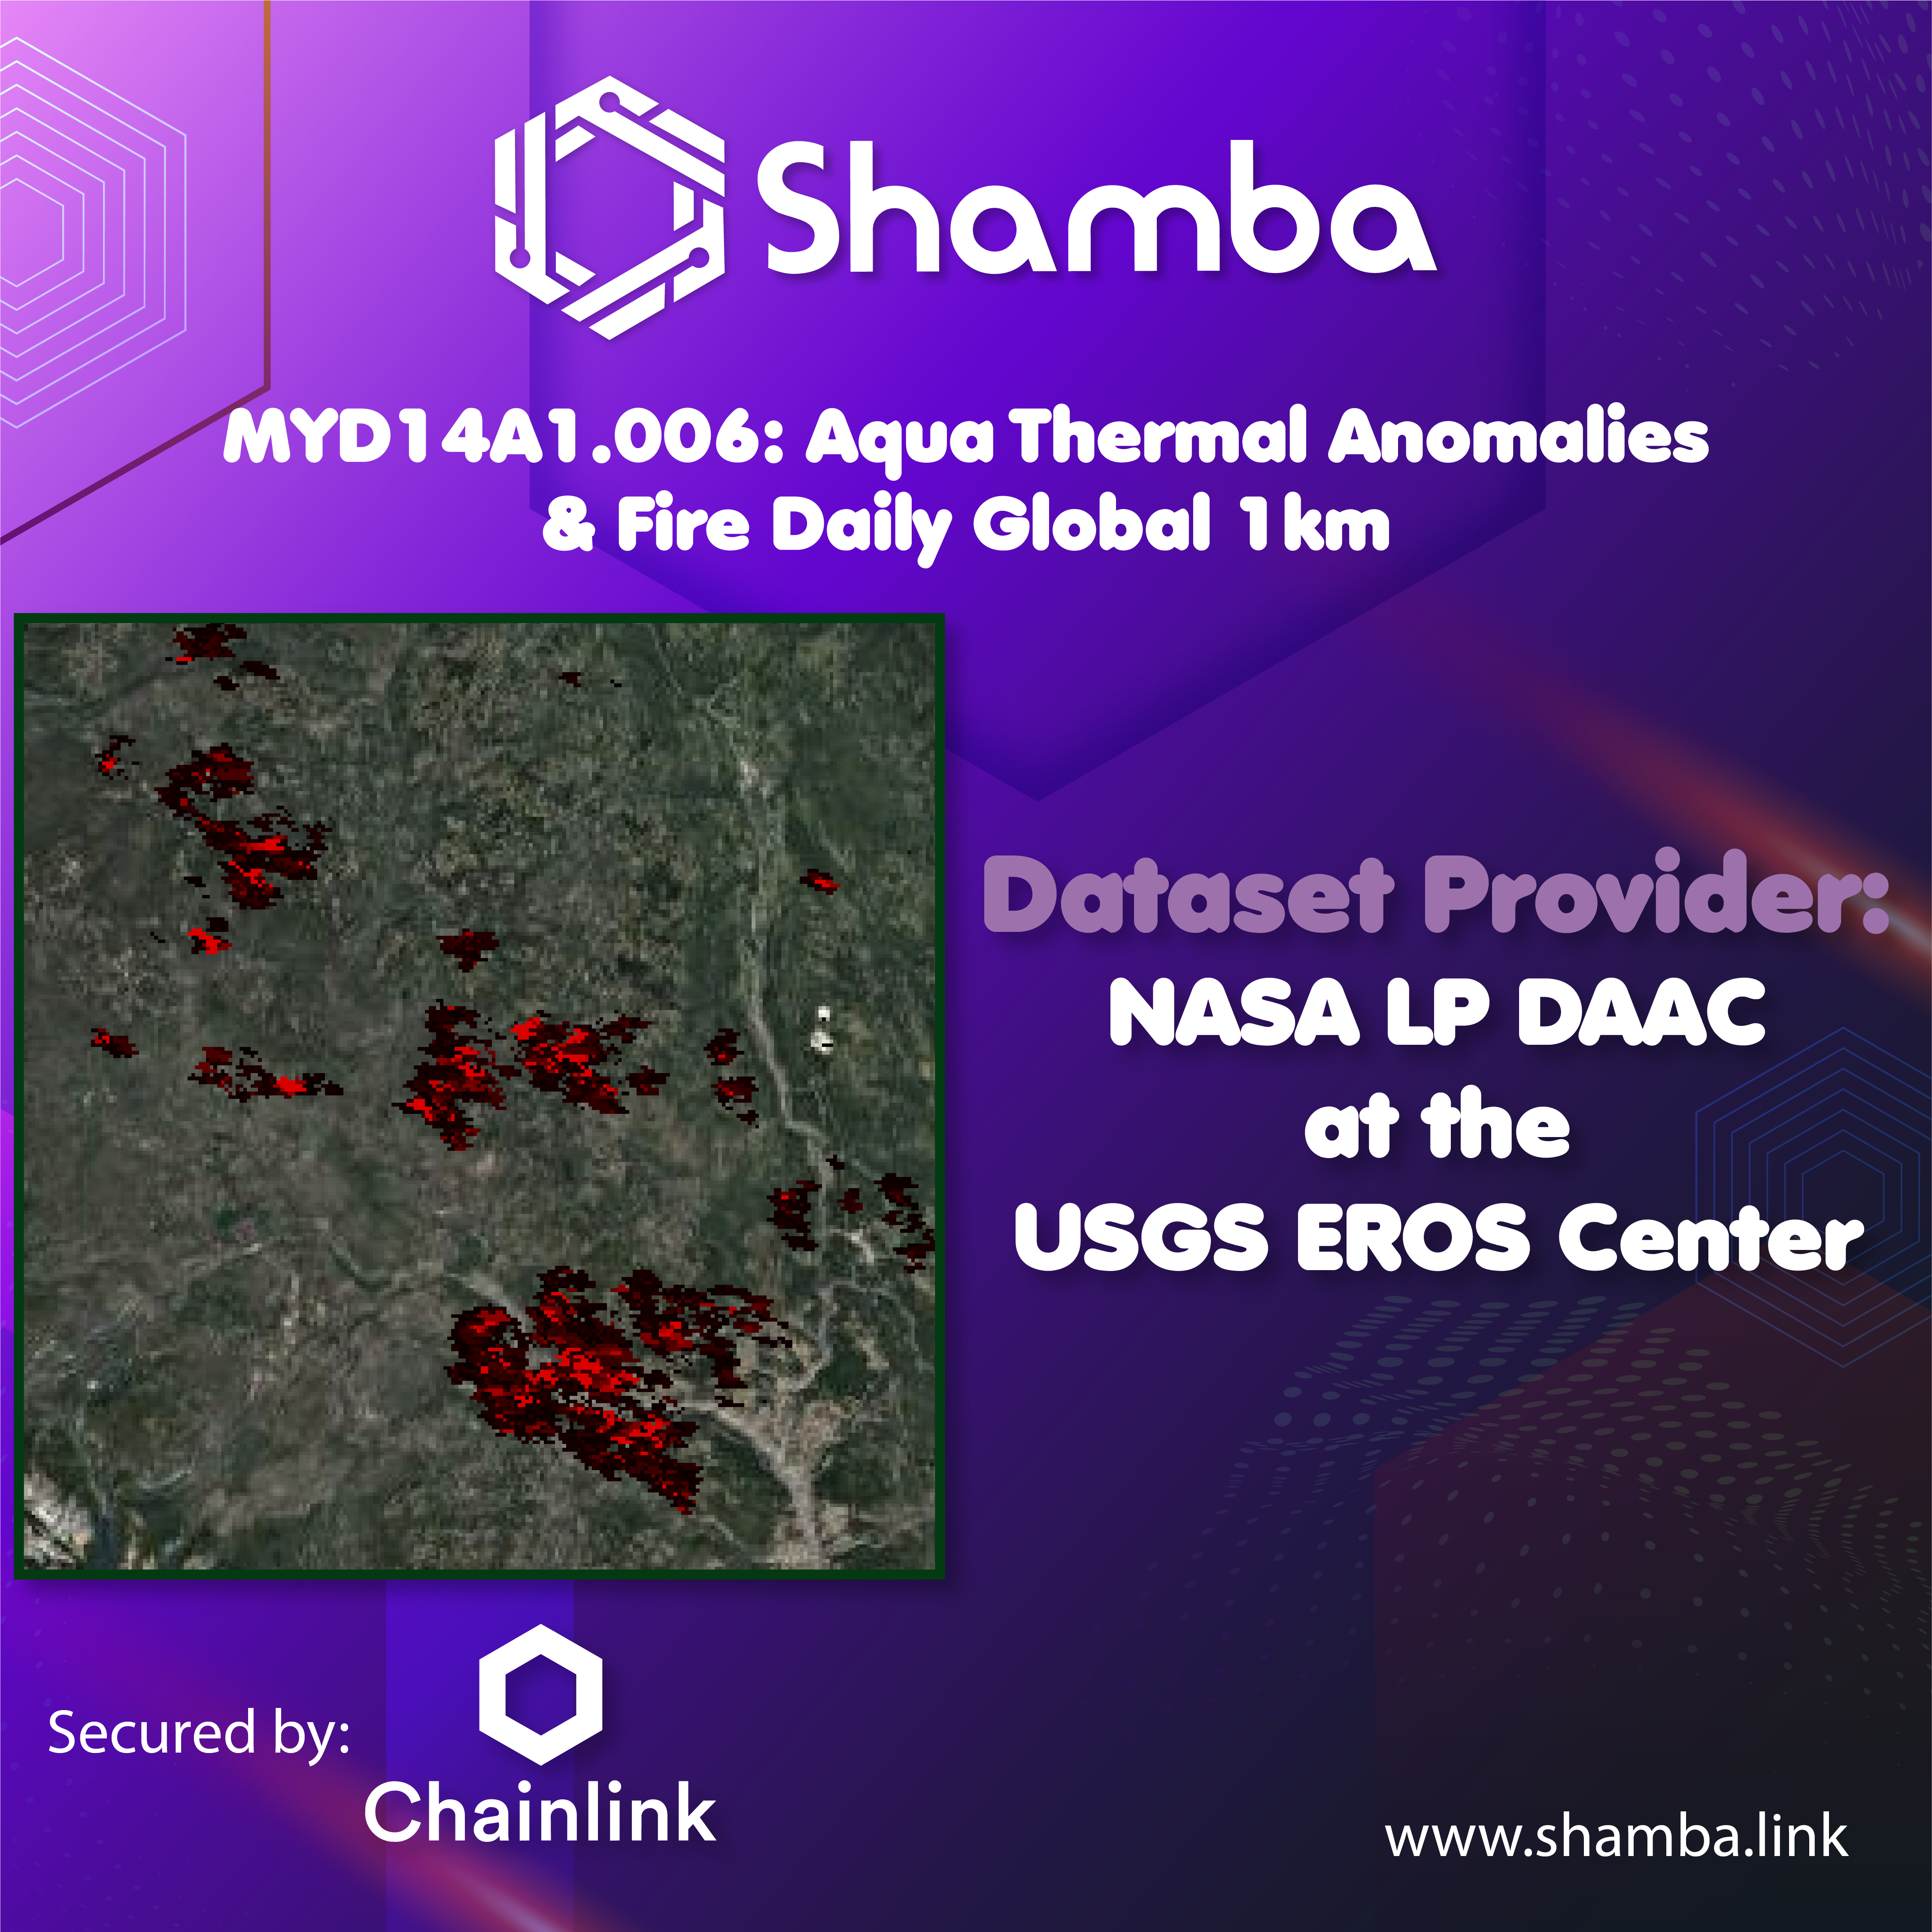 Shamba
MYD14A1.006: Aqua Thermal Anomalies
& Fire Daily Global 1km
Dataset Provider:
NASA LP DAAC
at the
USGS EROS Center
Secured by:
Chainlink
www.shamba.link